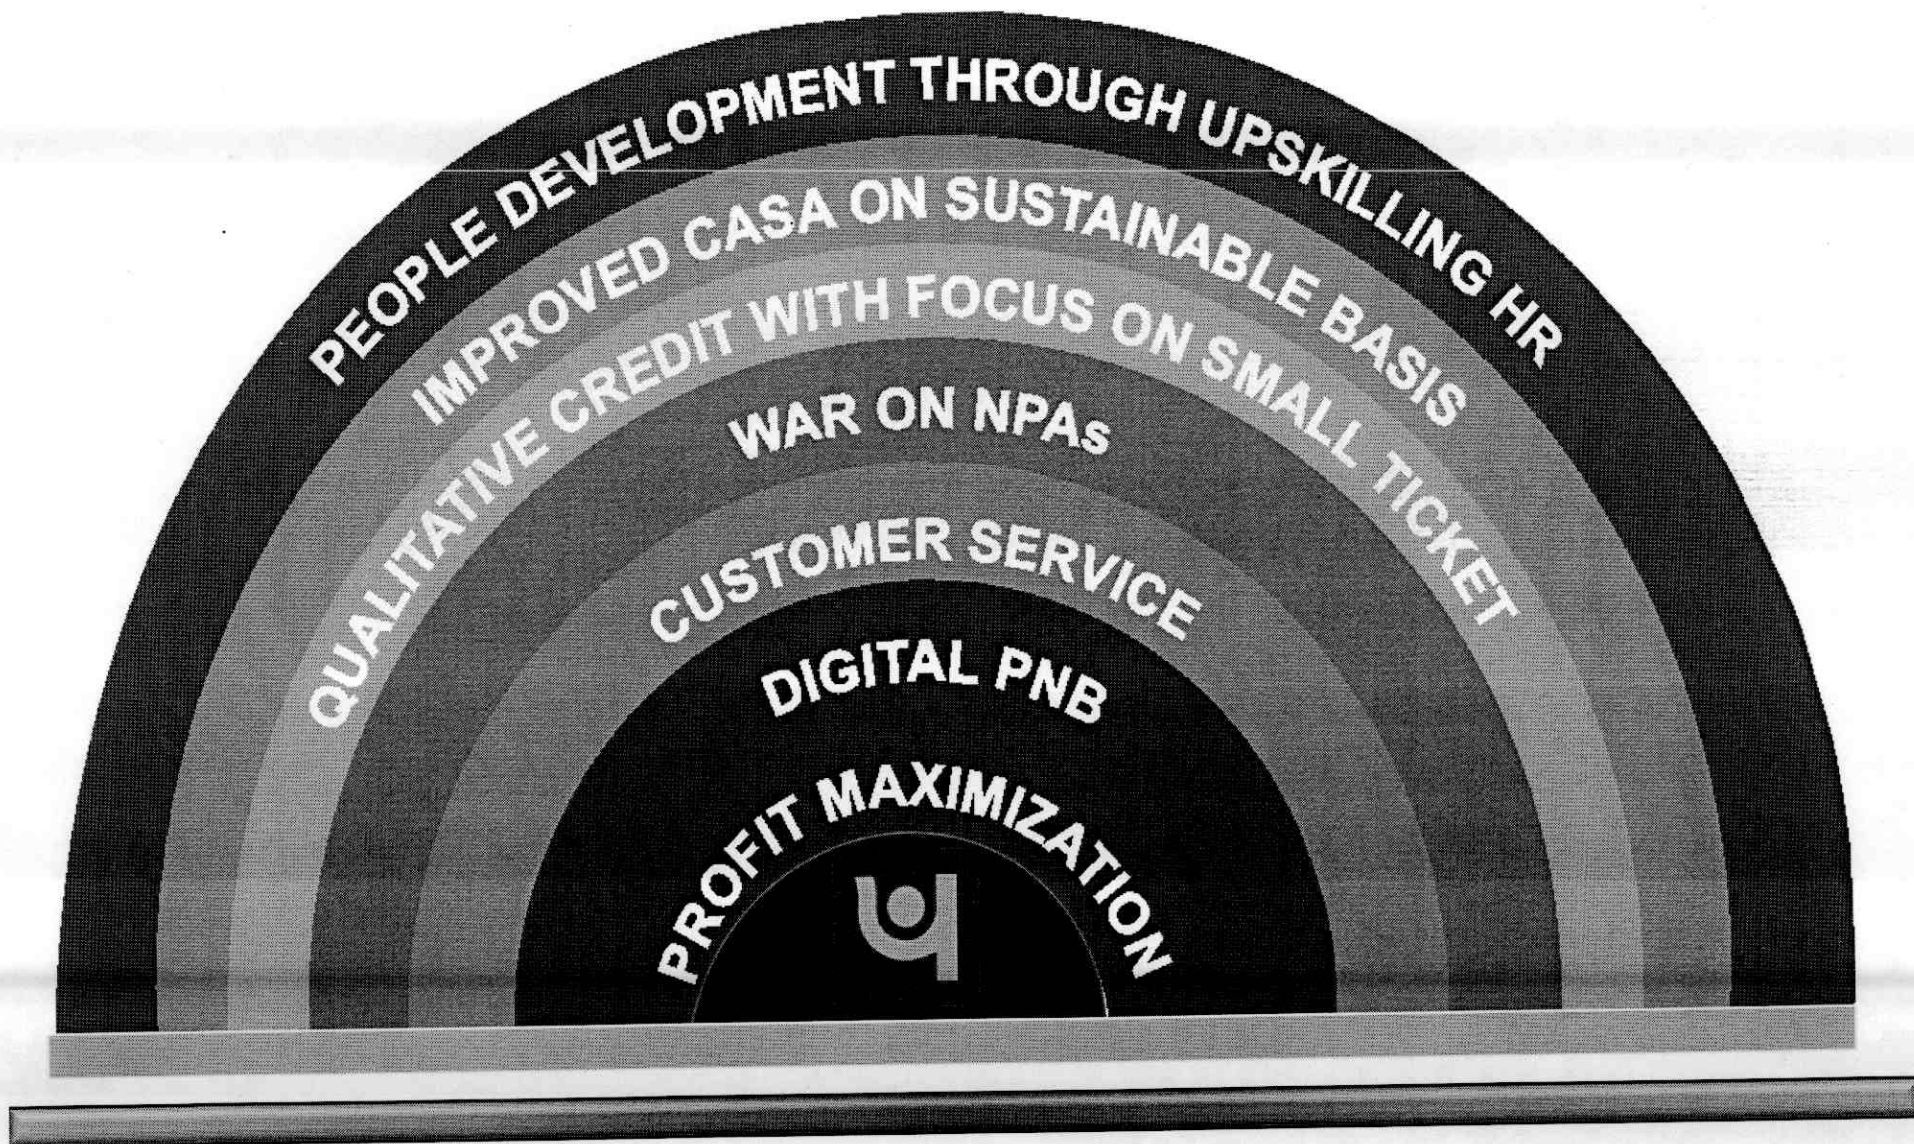 PEOPLE DEVELOPMENT THROUGH UPSKILLING HR
IMPROVED CASA ON SUSTAINABLE BASIS
QUALITATIVE CREDIT WITH FOCUS ON SMALL TICKET
WAR ON NPAs
CUSTOMER SERVICE
DIGITAL PNB
PROFIT MAXIMIZATION